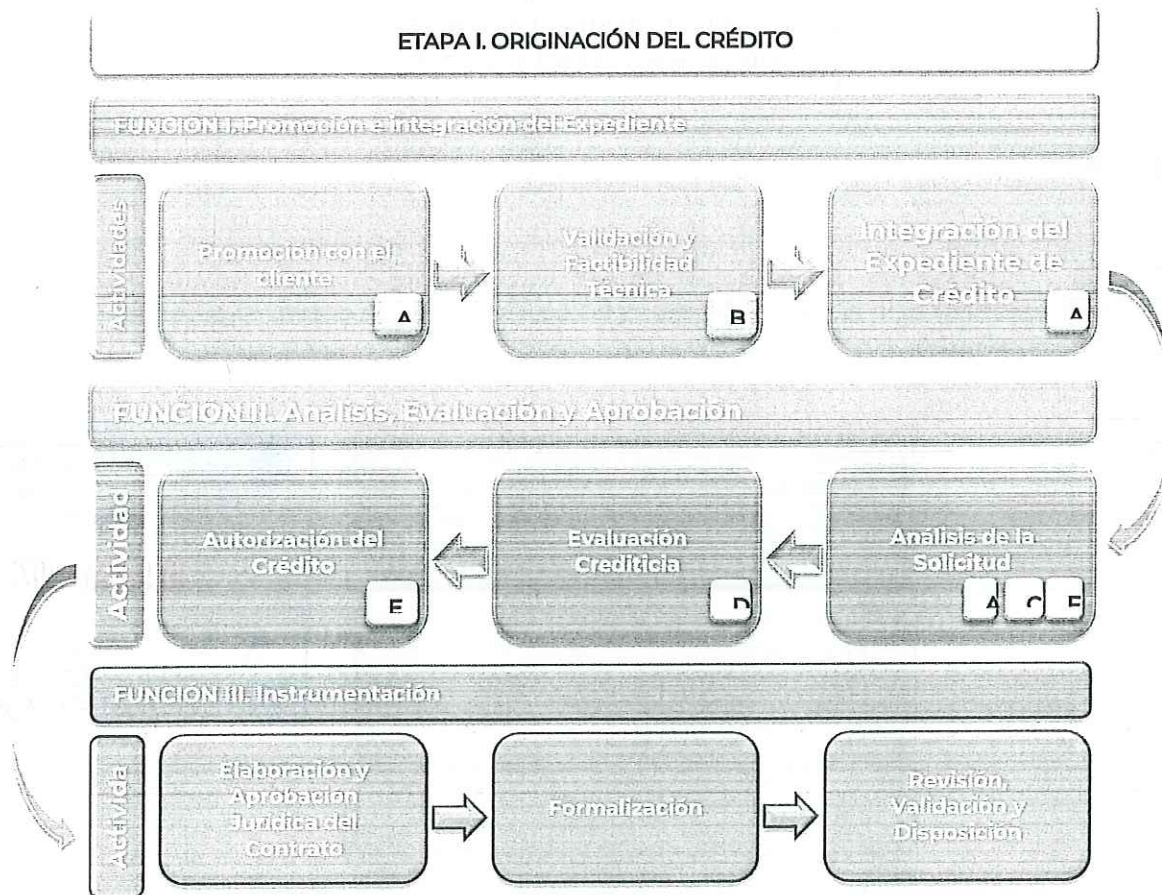 ETAPA I. ORIGINACIÓN DEL CRÉDITO
FUNCIÓN I. Promoción e Integración del Expediente
Actividades
Promoción con el
cliente
A
Validación y
Factibilidad
Técnica
B
Integración del
Expediente de
Crédito
A
FUNCIÓN II. Análisis, Evaluación y Aprobación
Actividad
Autorización del
Crédito
Evaluación
Crediticia
D
Análisis de la
Solicitud
A
C
FUNCIÓN III. Instrumentación
Activida
Elaboración y
Aprobación
Jurídica del
Contrato
Formalización
Revisión,
Validación y
Disposición